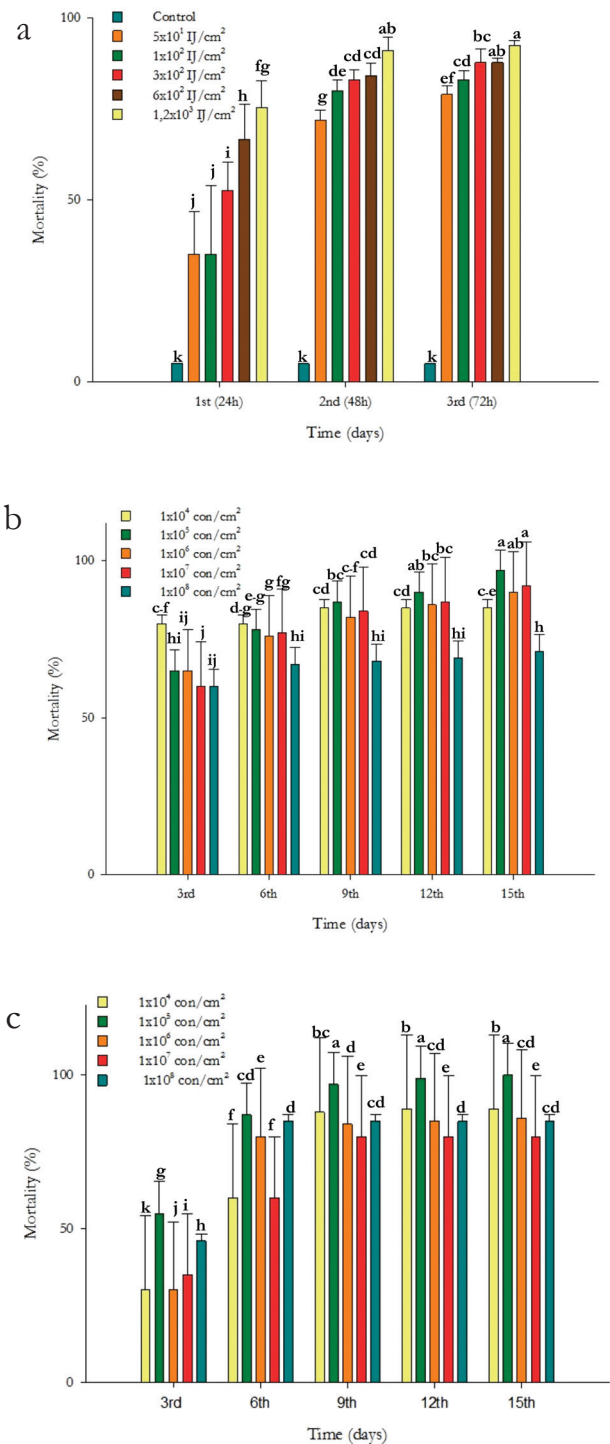 a
Control
5x10¹ IJ/cm²
1x10² IJ/cm²
3x10² IJ/cm²
6x10² IJ/cm²
1,2x10³ IJ/cm²
100
50
0
Mortality (%)
k j j i h fg
k g de cd cd ab
k ef cd bc ab a
1st (24h) 2nd (48h) 3rd (72h)
Time (days)
b
1x10⁴ con/cm²
1x10⁵ con/cm²
1x10⁶ con/cm²
1x10⁷ con/cm²
1x10⁸ con/cm²
100
50
0
Mortality (%)
c-f hi ij j ij
d-g e-g g fg hi
cd bc c-f cd hi
cd ab bc bc hi
c-e a ab a h
3rd 6th 9th 12th 15th
Time (days)
c
1x10⁴ con/cm²
1x10⁵ con/cm²
1x10⁶ con/cm²
1x10⁷ con/cm²
1x10⁸ con/cm²
100
50
0
Mortality (%)
k g j i h
f cd e f d
bc a d e cd
b a cd e d
b a cd e cd
3rd 6th 9th 12th 15th
Time (days)